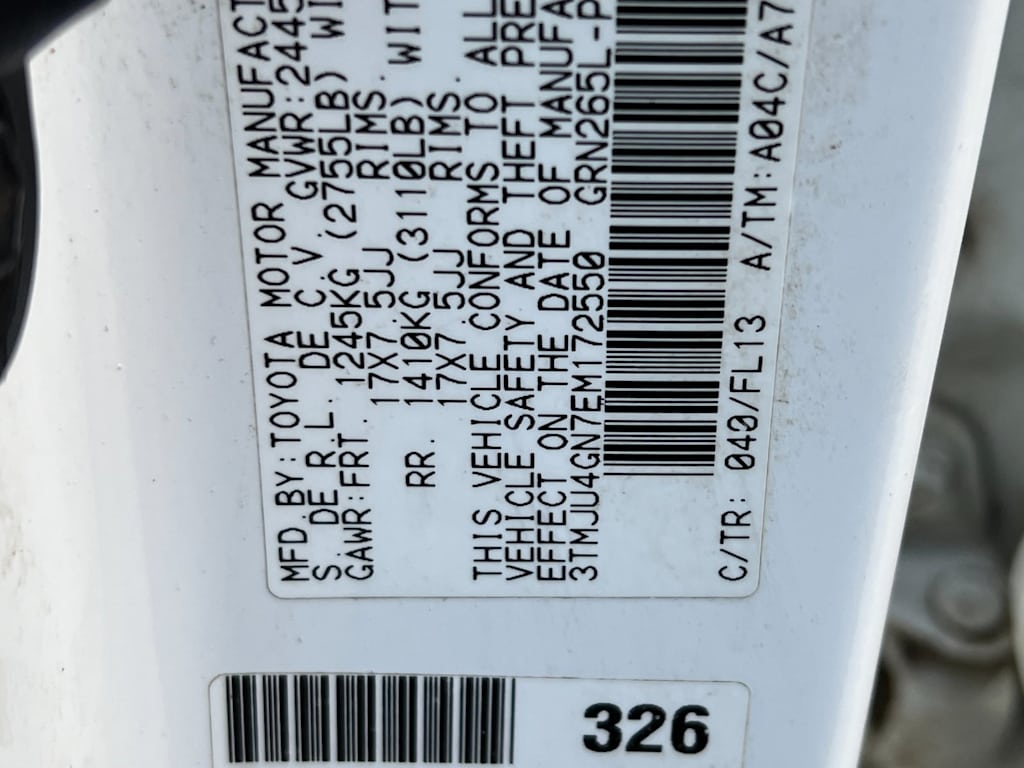 MFD.BY:TOYOTA MOTOR MANUFACT
S. DE R.L. DE C.V GVWR:2445
GAWR:FRT. 1245KG (2755LB) WI
17X7.5JJ RIMS.
RR. 1410KG (3110LB) WIT
17X7.5JJ RIMS.
THIS VEHICLE CONFORMS TO ALL
VEHICLE SAFETY AND THEFT PRE
EFFECT ON THE DATE OF MANUFA
3TMJU4GN7EM172550 GRN265L-P
C/TR: 040/FL13 A/TM:A04C/A7
326